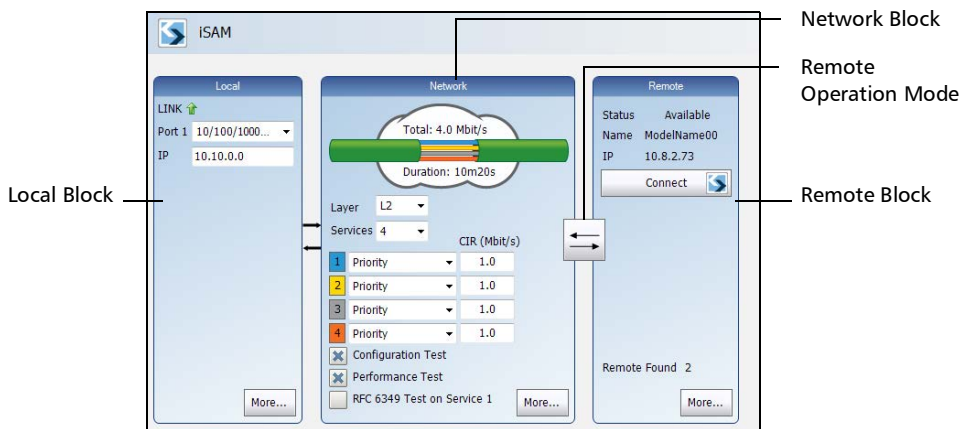 iSAM
Network Block
Remote
Operation Mode
Local Block
Remote Block
Local
LINK
Port 1 10/100/1000...
IP 10.10.0.0
More...
Network
Total: 4.0 Mbit/s
Duration: 10m20s
Layer L2
Services 4
CIR (Mbit/s)
1 Priority 1.0
2 Priority 1.0
3 Priority 1.0
4 Priority 1.0
Configuration Test
Performance Test
RFC 6349 Test on Service 1
More...
Remote
Status Available
Name ModelName00
IP 10.8.2.73
Connect
Remote Found 2
More...